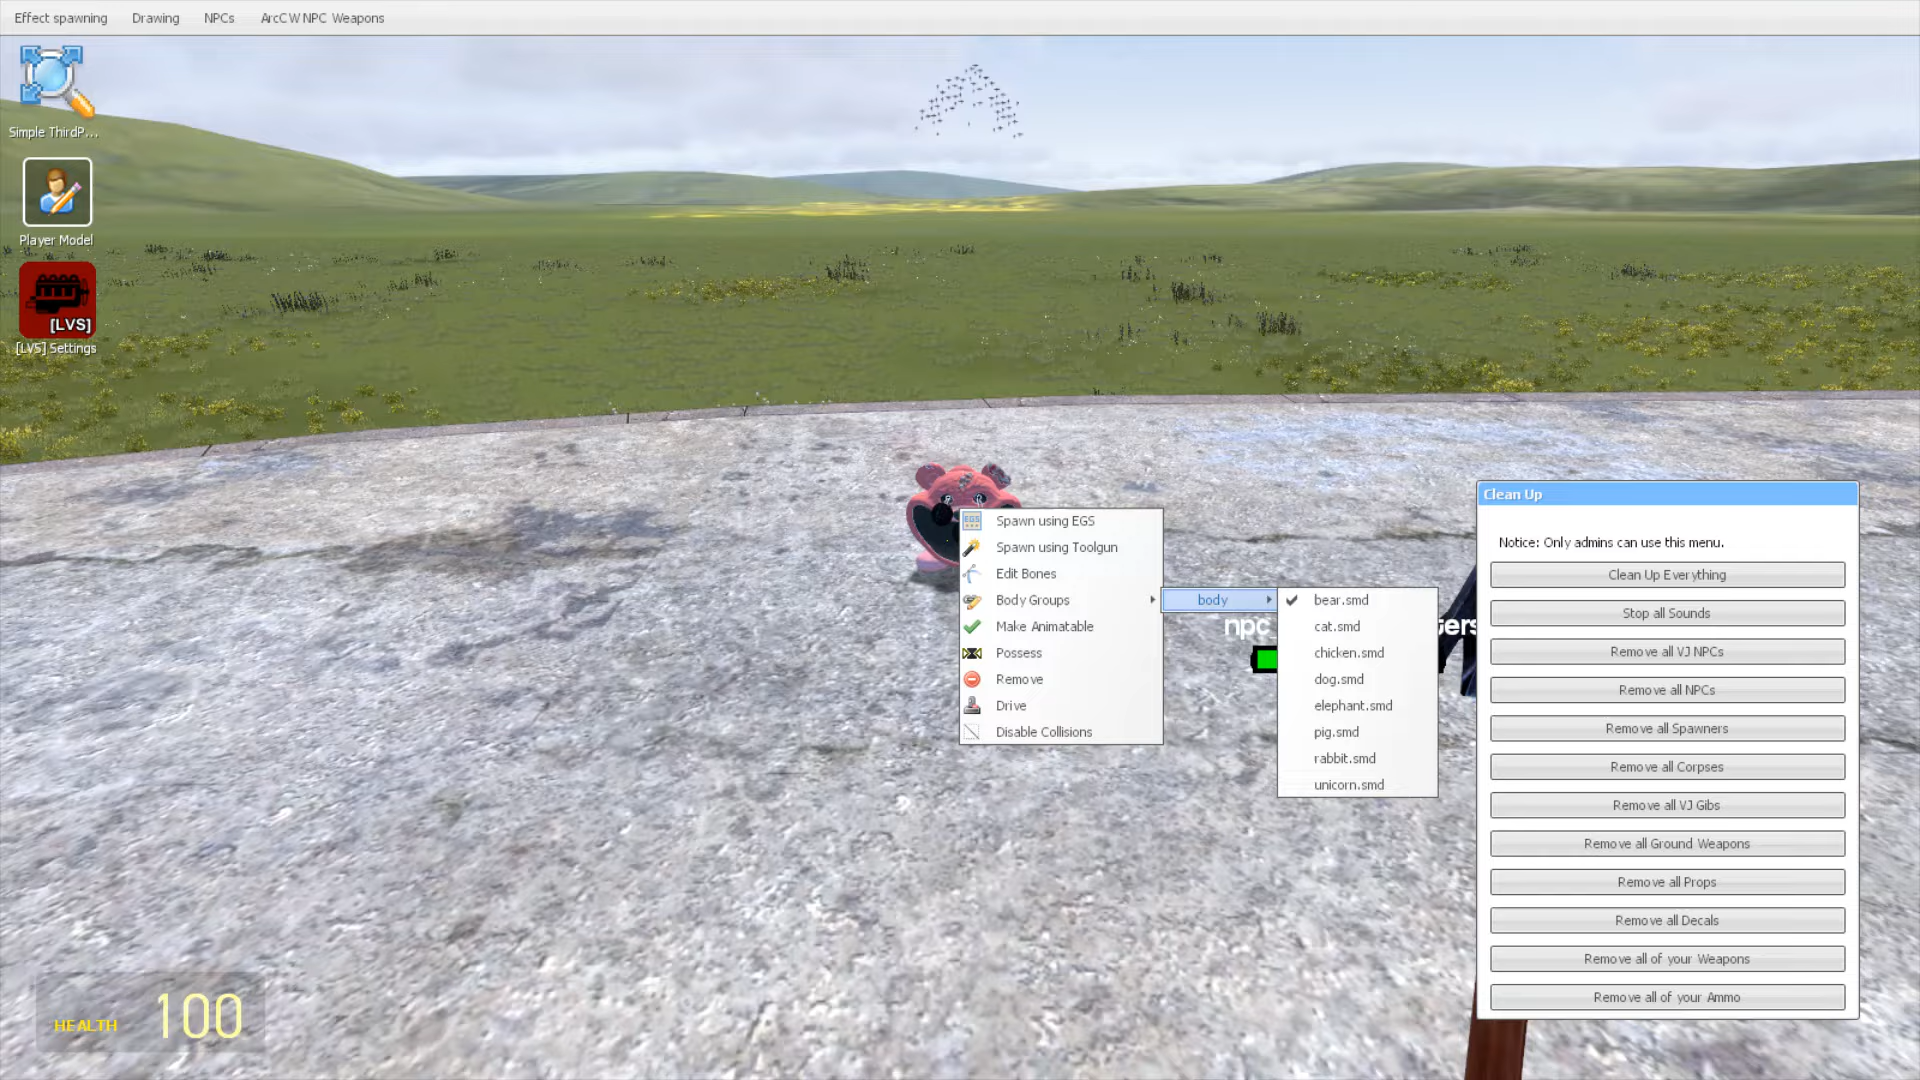 Effect spawning
Drawing
NPCs
ArcCW NPC Weapons
Simple ThirdP...
Player Model
[LVS]
[LVS] Settings
Spawn using EGS
Spawn using Toolgun
Edit Bones
Body Groups
Make Animatable
Possess
Remove
Drive
Disable Collisions
body
bear.smd
cat.smd
chicken.smd
dog.smd
elephant.smd
pig.smd
rabbit.smd
unicorn.smd
npc
Clean Up
Notice: Only admins can use this menu.
Clean Up Everything
Stop all Sounds
Remove all VJ NPCs
Remove all NPCs
Remove all Spawners
Remove all Corpses
Remove all VJ Gibs
Remove all Ground Weapons
Remove all Props
Remove all Decals
Remove all of your Weapons
Remove all of your Ammo
HEALTH 100